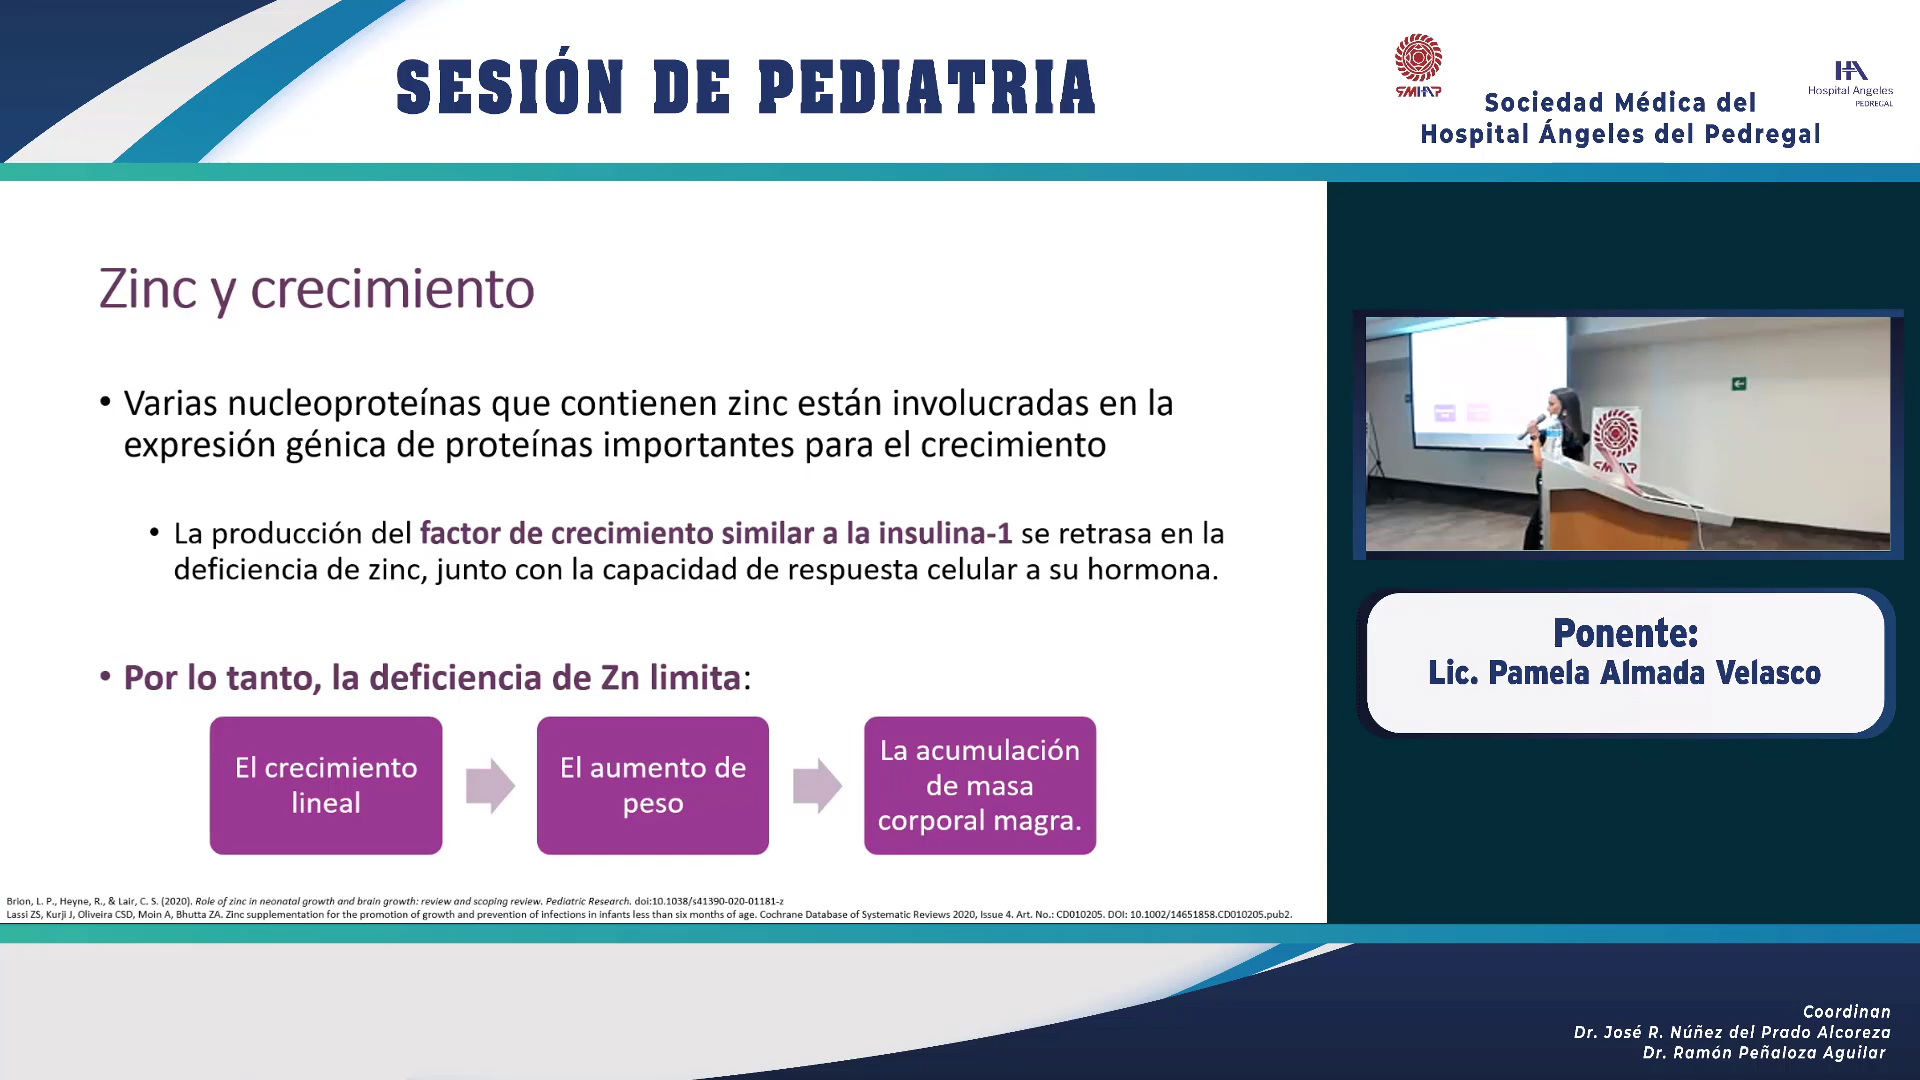 SESIÓN DE PEDIATRIA
SMHAP
Sociedad Médica del
Hospital Ángeles del Pedregal
HA
Hospital Angeles
PEDREGAL
Zinc y crecimiento
• Varias nucleoproteínas que contienen zinc están involucradas en la
expresión génica de proteínas importantes para el crecimiento
• La producción del factor de crecimiento similar a la insulina-1 se retrasa en la
deficiencia de zinc, junto con la capacidad de respuesta celular a su hormona.
• Por lo tanto, la deficiencia de Zn limita:
El crecimiento
lineal
El aumento de
peso
La acumulación
de masa
corporal magra.
Brion, L. P., Heyne, R., & Lair, C. S. (2020). Role of zinc in neonatal growth and brain growth: review and scoping review. Pediatric Research. doi:10.1038/s41390-020-01181-z
Lassi ZS, Kurji J, Oliveira CSD, Moin A, Bhutta ZA. Zinc supplementation for the promotion of growth and prevention of infections in infants less than six months of age. Cochrane Database of Systematic Reviews 2020, Issue 4. Art. No.: CD010205. DOI: 10.1002/14651858.CD010205.pub2.
SMHAP
Ponente:
Lic. Pamela Almada Velasco
Coordinan
Dr. José R. Núñez del Prado Alcoreza
Dr. Ramón Peñaloza Aguilar